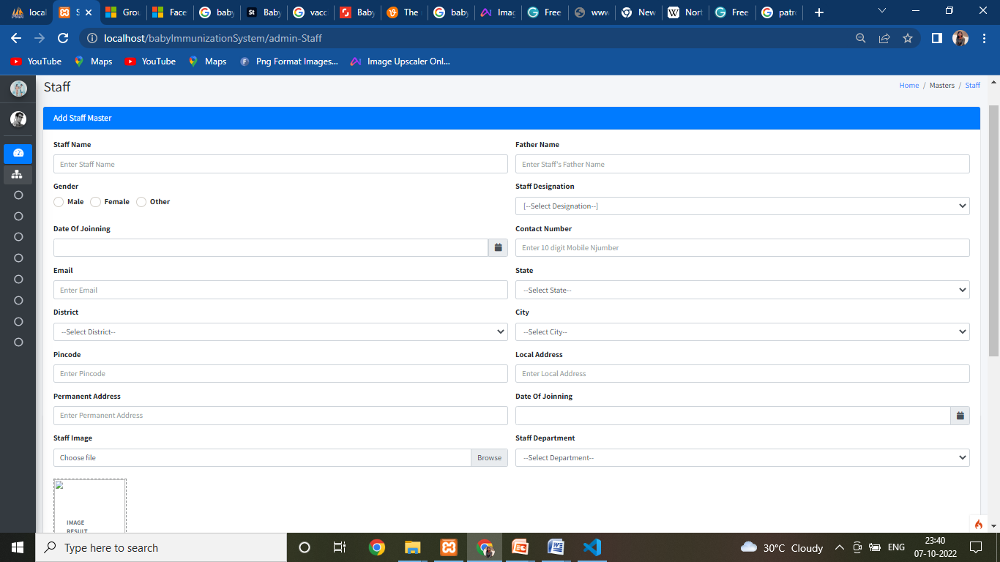 local
S
Grou
Face
baby
Baby
vacc
Baby
The
baby
Imag
Free
www
New
Nort
Free
patro
localhost/babyImmunizationSystem/admin-Staff
YouTube
Maps
YouTube
Maps
Png Format Images...
Image Upscaler Onl...
Staff
Home / Masters / Staff
Add Staff Master
Staff Name
Father Name
Enter Staff Name
Enter Staff's Father Name
Gender
Staff Designation
Male Female Other
[--Select Designation--]
Date Of Joinning
Contact Number
Enter 10 digit Mobile Njumber
Email
State
Enter Email
--Select State--
District
City
--Select District--
--Select City--
Pincode
Local Address
Enter Pincode
Enter Local Address
Permanent Address
Date Of Joinning
Enter Permanent Address
Staff Image
Staff Department
Choose file
Browse
--Select Department--
IMAGE
RESULT
Type here to search
30°C Cloudy
ENG
23:40
07-10-2022